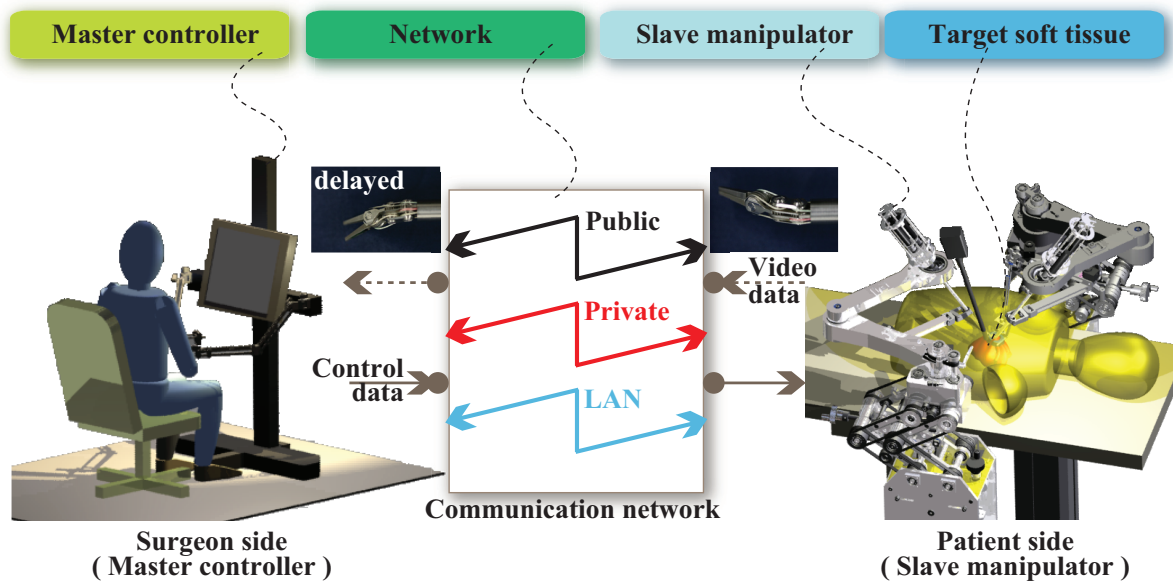 Master controller
Network
Slave manipulator
Target soft tissue
delayed
Public
Video
data
Private
Control
data
LAN
Communication network
Surgeon side
( Master controller )
Patient side
( Slave manipulator )